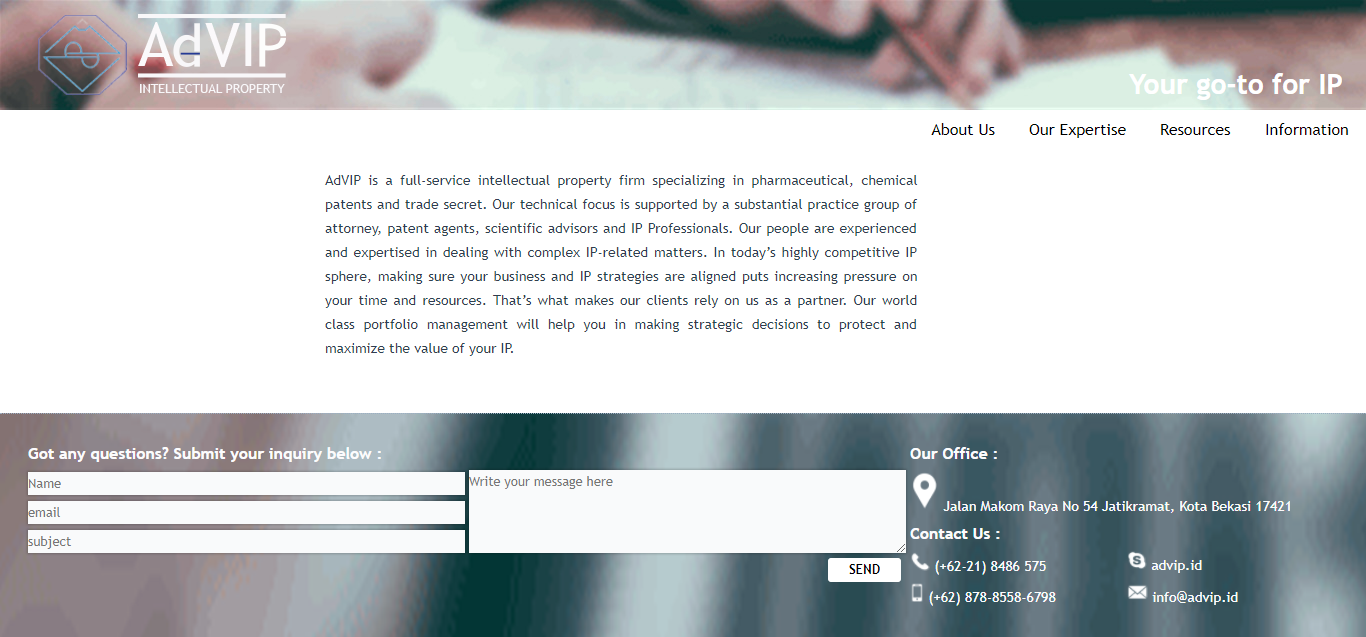 AdVIP
INTELLECTUAL PROPERTY
Your go-to for IP
About Us Our Expertise Resources Information
AdVIP is a full-service intellectual property firm specializing in pharmaceutical, chemical
patents and trade secret. Our technical focus is supported by a substantial practice group of
attorney, patent agents, scientific advisors and IP Professionals. Our people are experienced
and expertised in dealing with complex IP-related matters. In today’s highly competitive IP
sphere, making sure your business and IP strategies are aligned puts increasing pressure on
your time and resources. That’s what makes our clients rely on us as a partner. Our world
class portfolio management will help you in making strategic decisions to protect and
maximize the value of your IP.
Got any questions? Submit your inquiry below :
Name
email
subject
Write your message here
SEND
Our Office :
Jalan Makom Raya No 54 Jatikramat, Kota Bekasi 17421
Contact Us :
(+62-21) 8486 575
advip.id
(+62) 878-8558-6798
info@advip.id